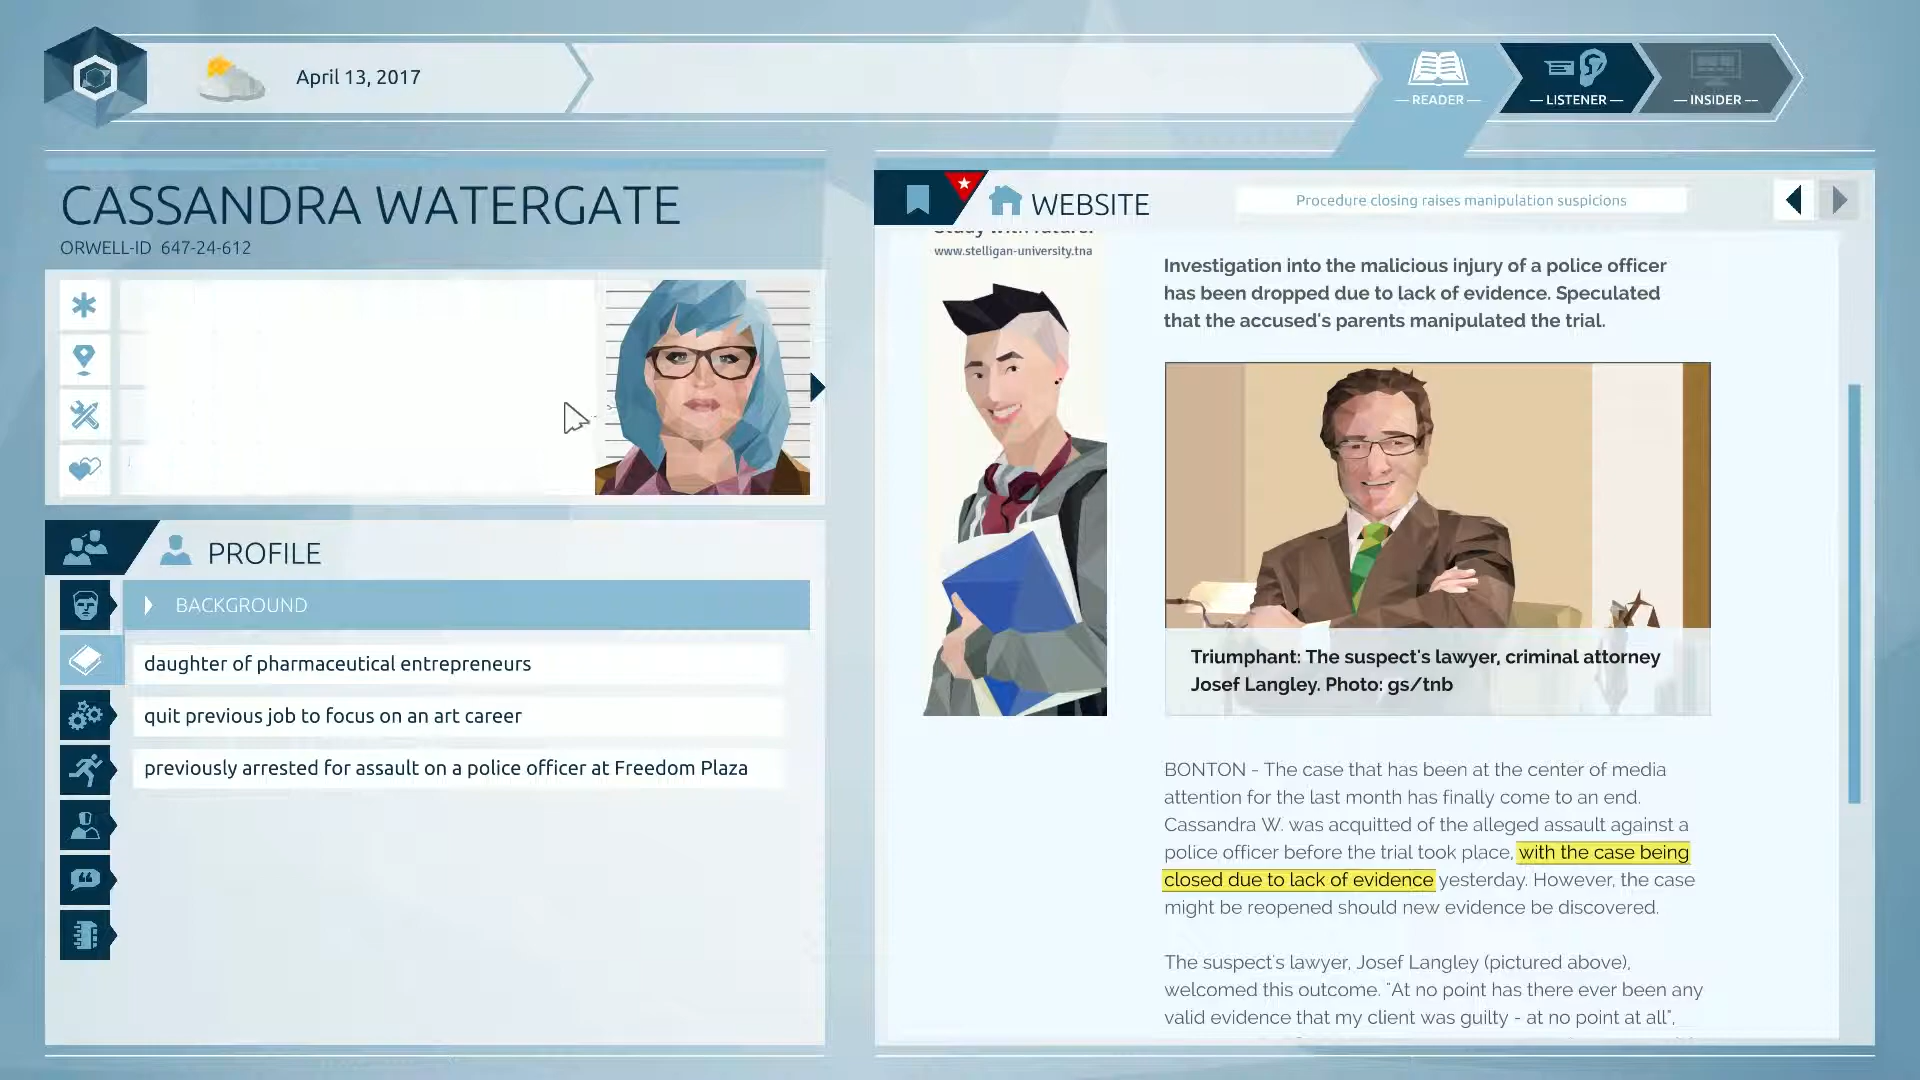 April 13, 2017
READER
LISTENER
INSIDER
CASSANDRA WATERGATE
ORWELL-ID 647-24-612
PROFILE
BACKGROUND
daughter of pharmaceutical entrepreneurs
quit previous job to focus on an art career
previously arrested for assault on a police officer at Freedom Plaza
WEBSITE
Procedure closing raises manipulation suspicions
Study with future!
www.stelligan-university.tna
Investigation into the malicious injury of a police officer
has been dropped due to lack of evidence. Speculated
that the accused's parents manipulated the trial.
Triumphant: The suspect's lawyer, criminal attorney
Josef Langley. Photo: gs/tnb
BONTON - The case that has been at the center of media
attention for the last month has finally come to an end.
Cassandra W. was acquitted of the alleged assault against a
police officer before the trial took place, with the case being
closed due to lack of evidence yesterday. However, the case
might be reopened should new evidence be discovered.
The suspect's lawyer, Josef Langley (pictured above),
welcomed this outcome. "At no point has there ever been any
valid evidence that my client was guilty - at no point at all",